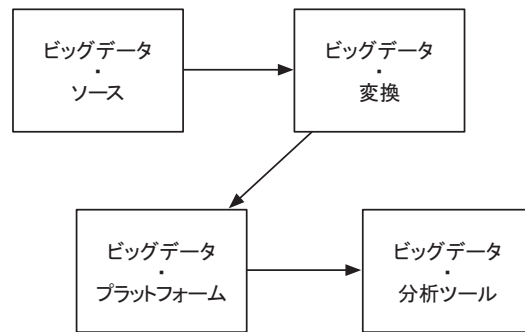 ビッグデータ
・
ソース
ビッグデータ
・
変換
ビッグデータ
・
プラットフォーム
ビッグデータ
・
分析ツール